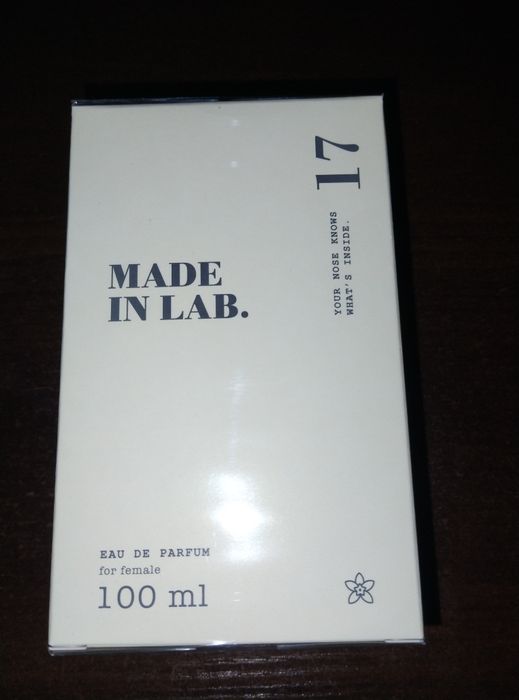 17
YOUR NOSE KNOWS
WHAT'S INSIDE.
MADE
IN LAB.
EAU DE PARFUM
for female
100 ml